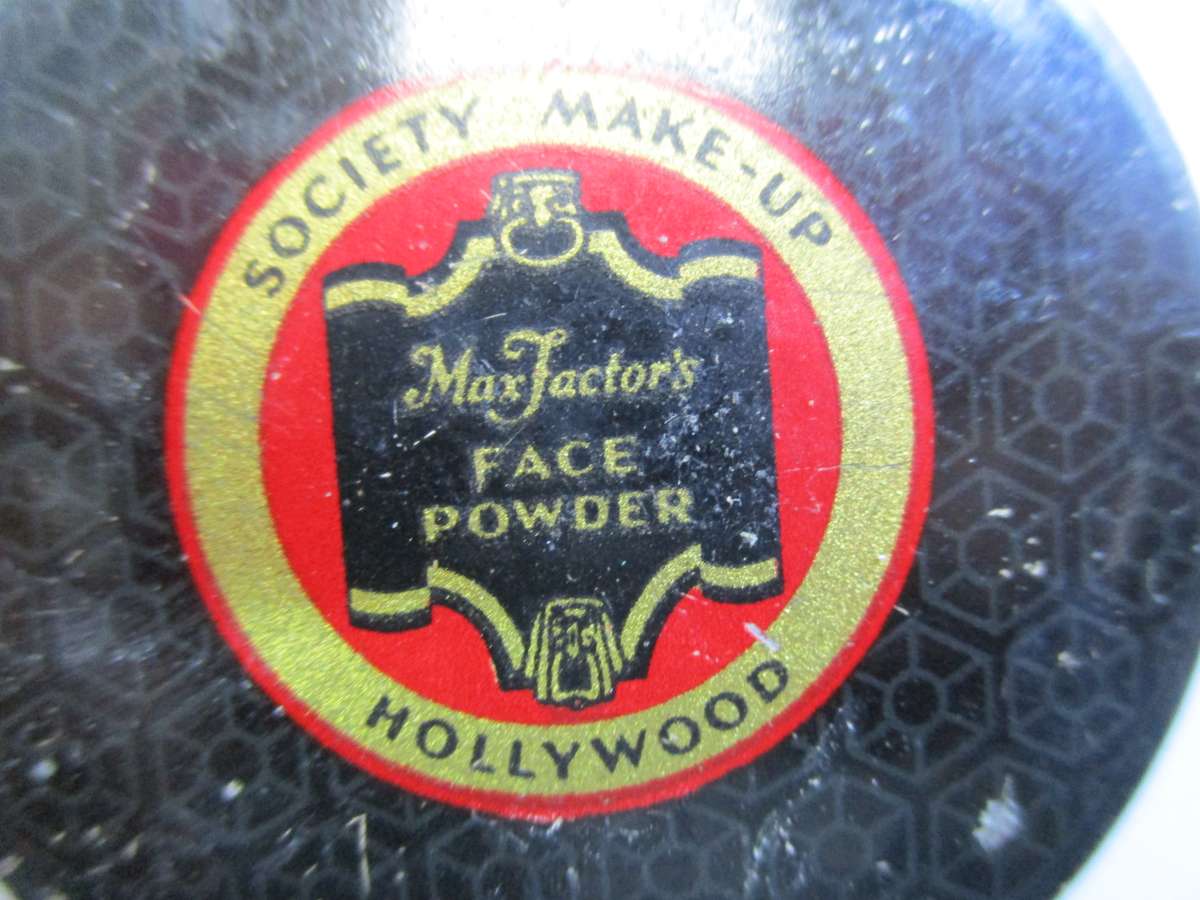 SOCIETY MAKE-UP
Max Factor's
FACE
POWDER
HOLLYWOOD